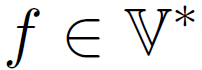 f ∈ 𝕍*